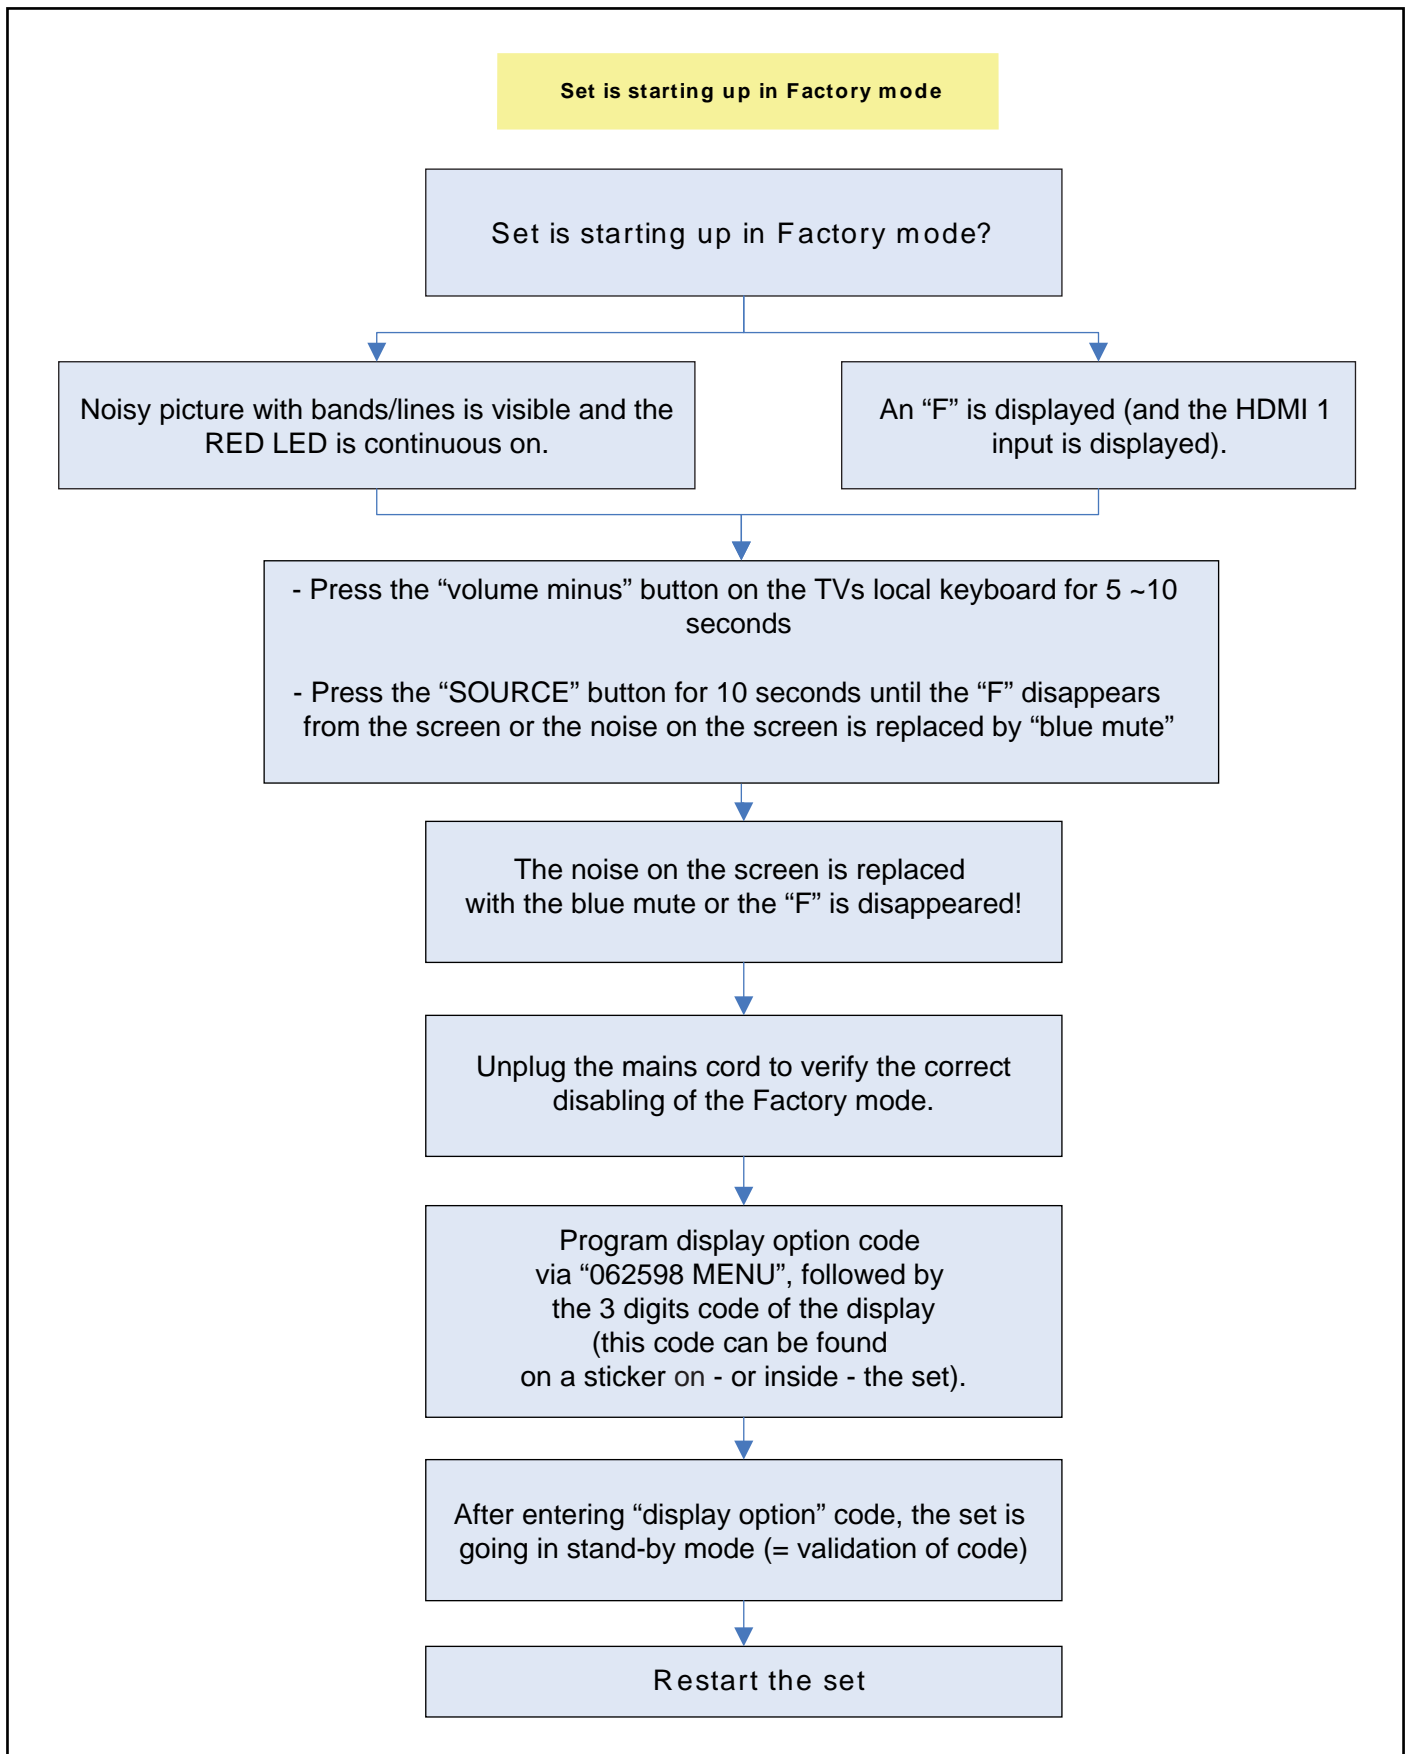 Set is starting up in Factory mode
Set is starting up in Factory mode?
Noisy picture with bands/lines is visible and the
RED LED is continuous on.
An “F” is displayed (and the HDMI 1
input is displayed).
- Press the “volume minus” button on the TVs local keyboard for 5 ~10
seconds
- Press the “SOURCE” button for 10 seconds until the “F” disappears
from the screen or the noise on the screen is replaced by “blue mute”
The noise on the screen is replaced
with the blue mute or the “F” is disappeared!
Unplug the mains cord to verify the correct
disabling of the Factory mode.
Program display option code
via “062598 MENU”, followed by
the 3 digits code of the display
(this code can be found
on a sticker on - or inside - the set).
After entering “display option” code, the set is
going in stand-by mode (= validation of code)
Restart the set